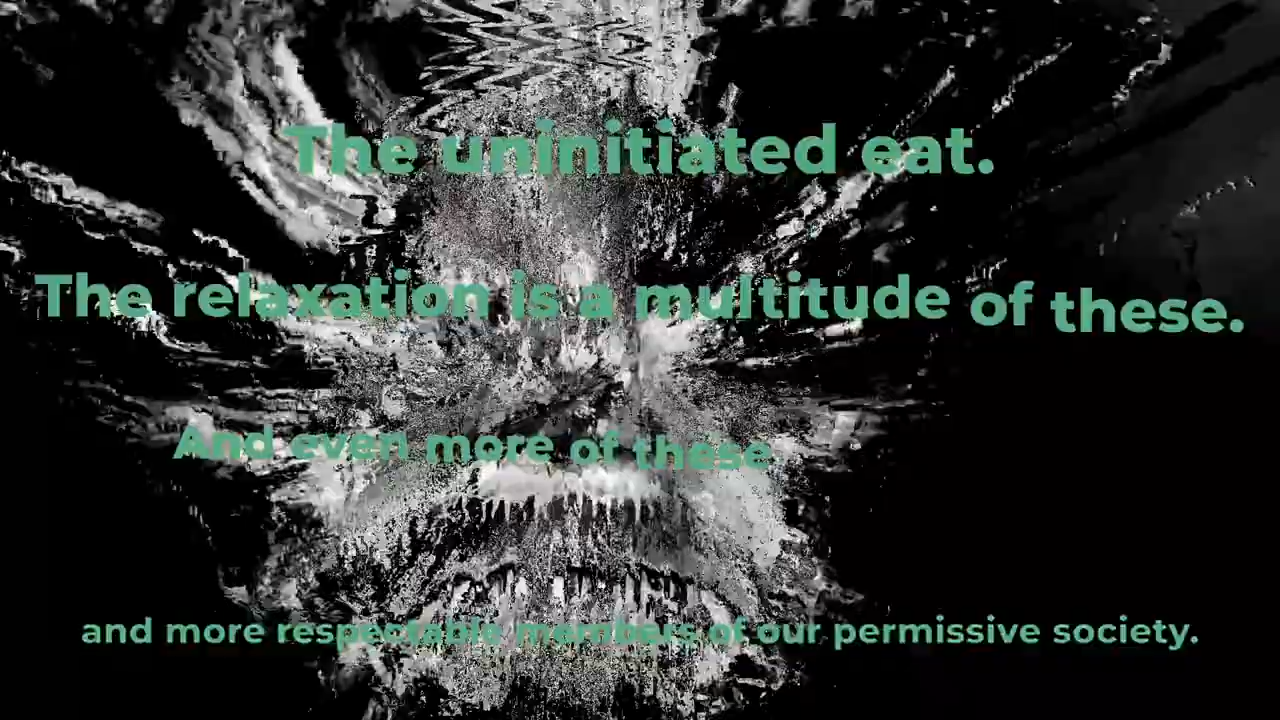 The uninitiated eat.
The relaxation is a multitude of these.
And even more of these
and more respectable members of our permissive society.